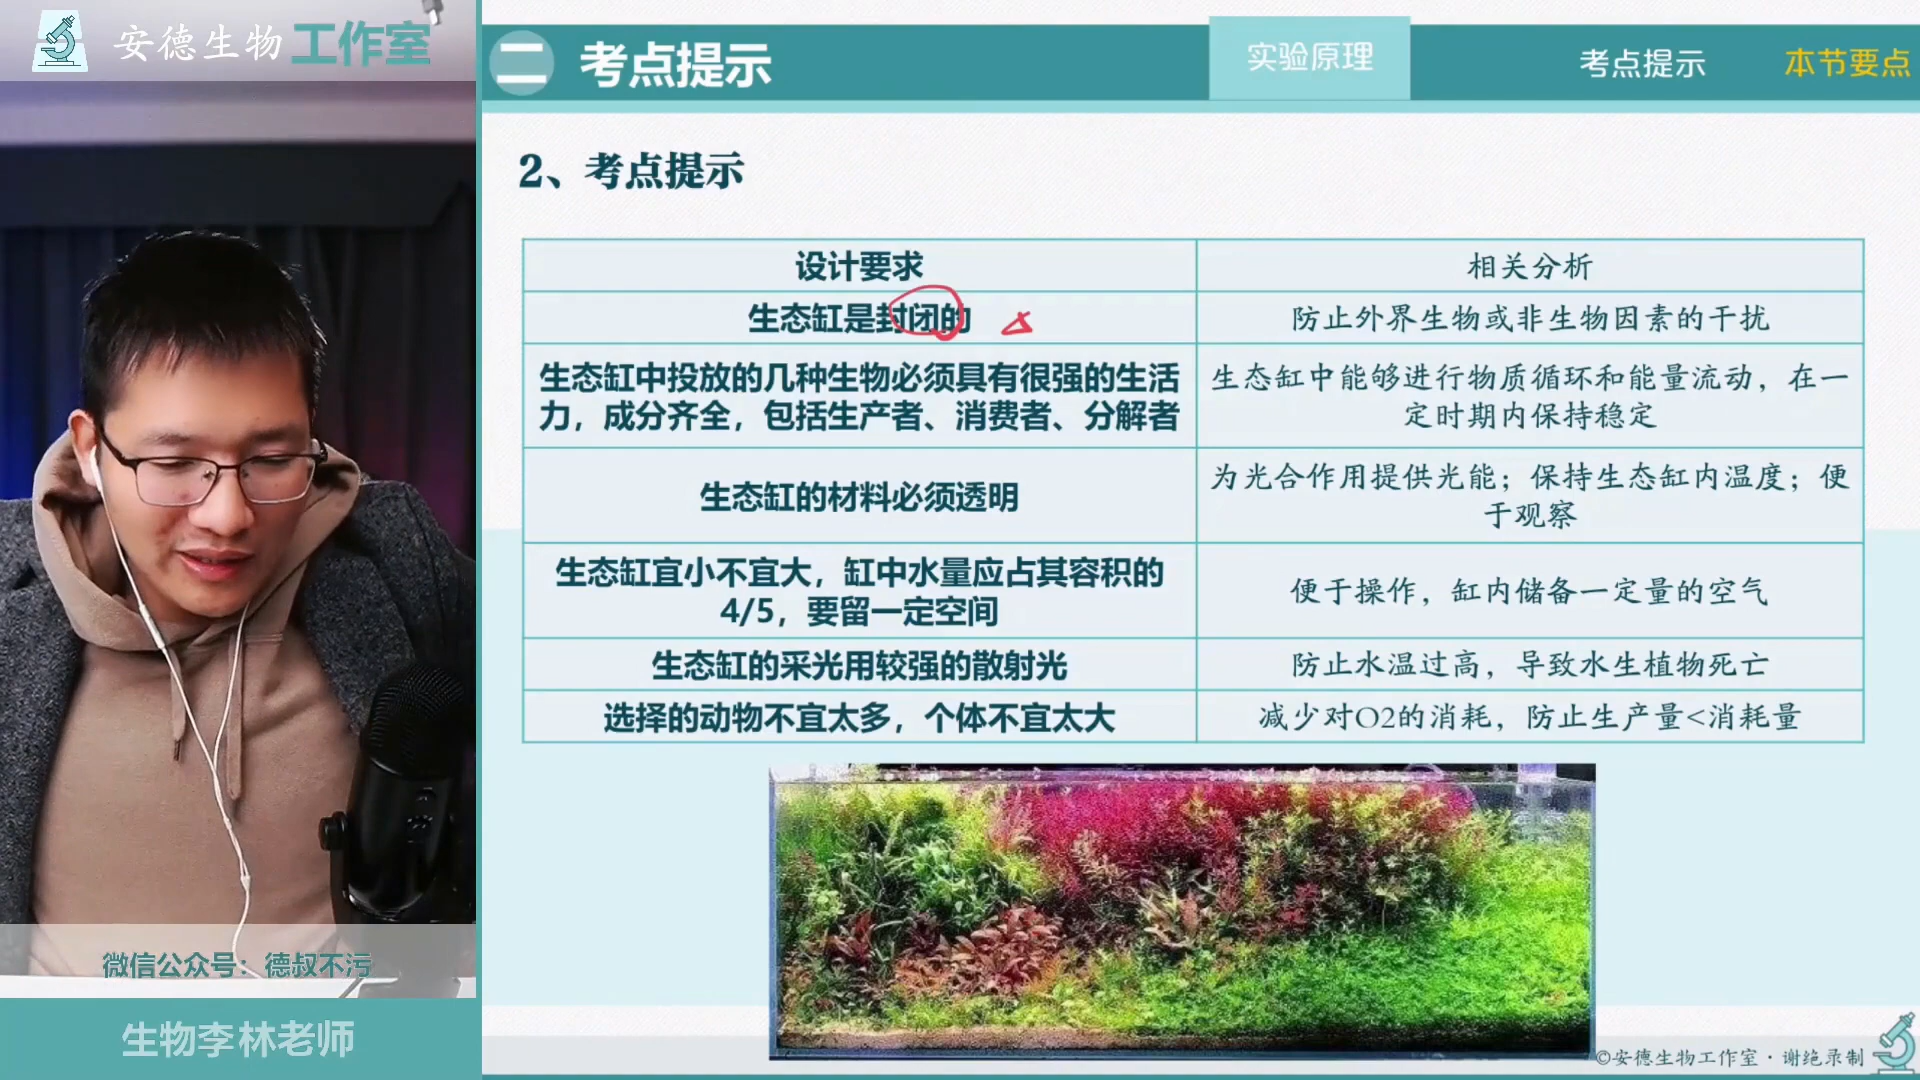 安德生物工作室
二 考点提示
实验原理
考点提示
本节要点
2、考点提示
设计要求
相关分析
生态缸是封闭的
防止外界生物或非生物因素的干扰
生态缸中投放的几种生物必须具有很强的生活
力，成分齐全，包括生产者、消费者、分解者
生态缸中能够进行物质循环和能量流动，在一
定时期内保持稳定
生态缸的材料必须透明
为光合作用提供光能；保持生态缸内温度；便
于观察
生态缸宜小不宜大，缸中水量应占其容积的
4/5，要留一定空间
便于操作，缸内储备一定量的空气
生态缸的采光用较强的散射光
防止水温过高，导致水生植物死亡
选择的动物不宜太多，个体不宜太大
减少对O2的消耗，防止生产量<消耗量
微信公众号：德叔不污
生物李林老师
©安德生物工作室·谢绝录制